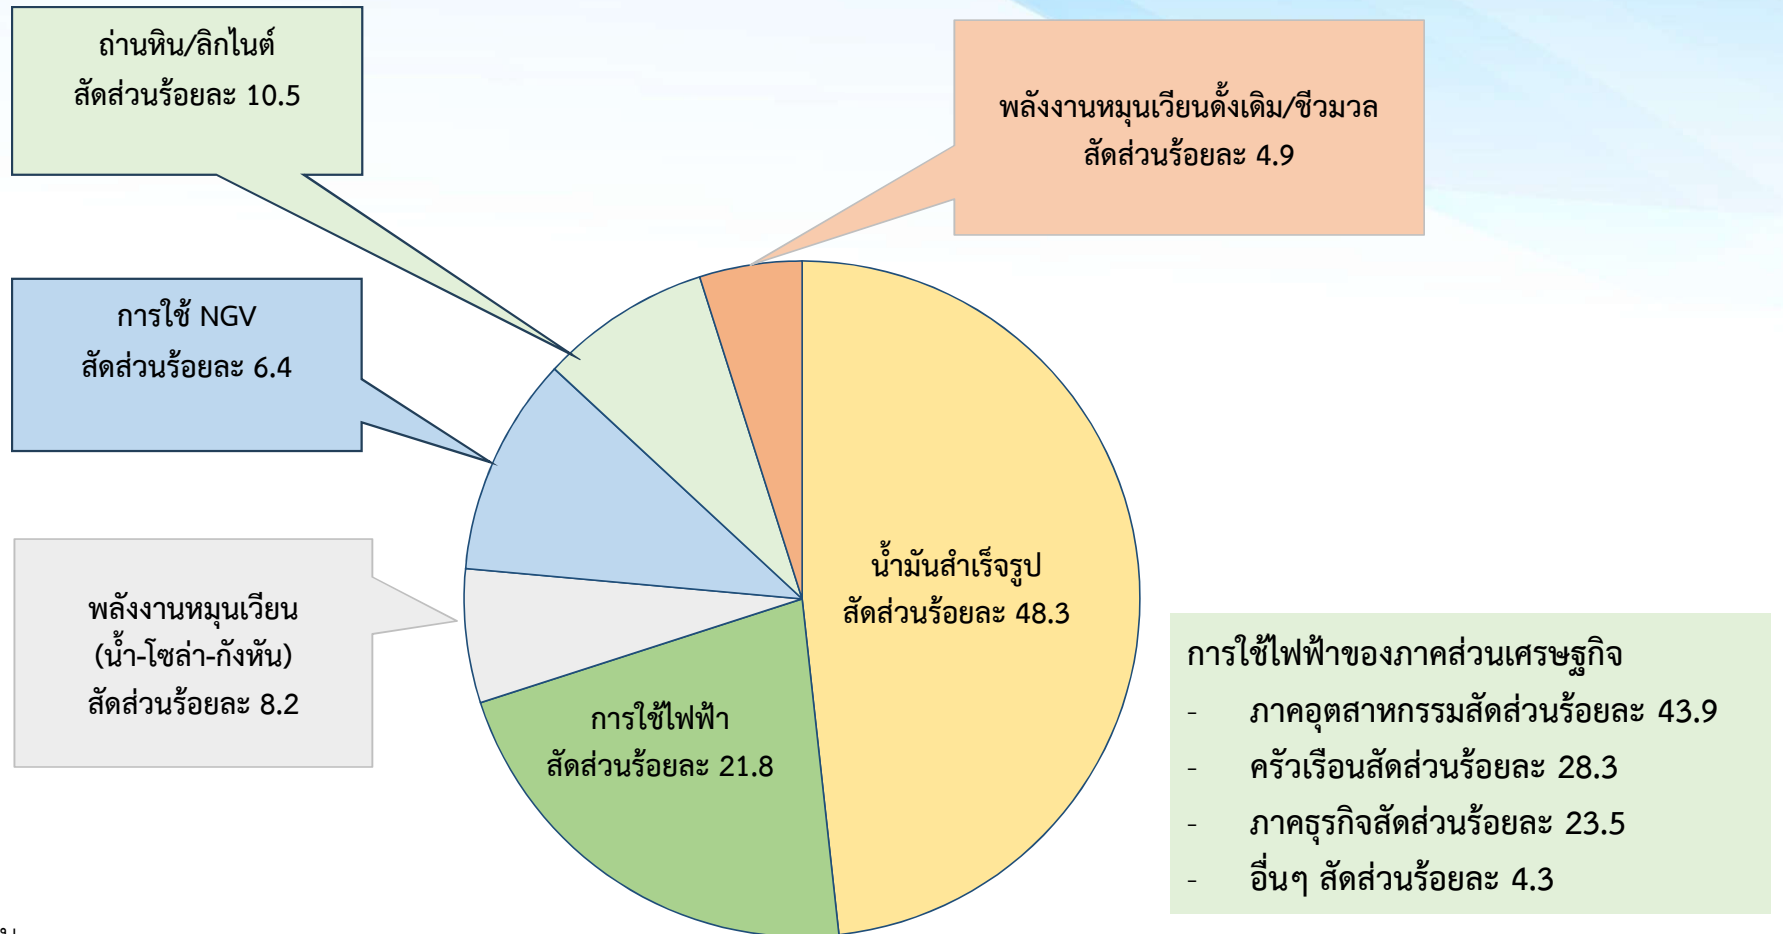 ถ่านหิน/ลิกไนต์
สัดส่วนร้อยละ 10.5
พลังงานหมุนเวียนดั้งเดิม/ชีวมวล
สัดส่วนร้อยละ 4.9
การใช้ NGV
สัดส่วนร้อยละ 6.4
พลังงานหมุนเวียน
(น้ำ-โซล่า-กังหัน)
สัดส่วนร้อยละ 8.2
น้ำมันสำเร็จรูป
สัดส่วนร้อยละ 48.3
การใช้ไฟฟ้า
สัดส่วนร้อยละ 21.8
การใช้ไฟฟ้าของภาคส่วนเศรษฐกิจ
- ภาคอุตสาหกรรมสัดส่วนร้อยละ 43.9
- ครัวเรือนสัดส่วนร้อยละ 28.3
- ภาคธุรกิจสัดส่วนร้อยละ 23.5
- อื่นๆ สัดส่วนร้อยละ 4.3